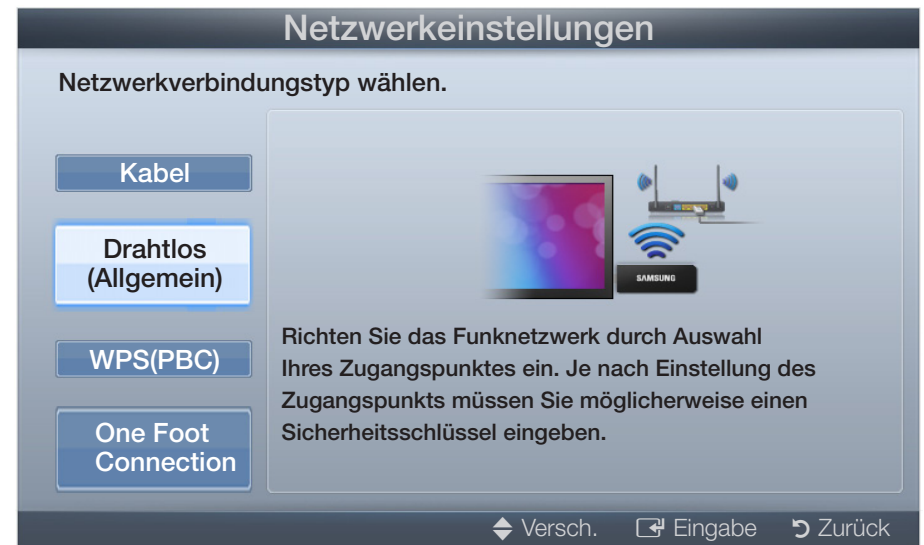 Netzwerkeinstellungen
Netzwerkverbindungstyp wählen.
Kabel
Drahtlos
(Allgemein)
WPS(PBC)
One Foot
Connection
SAMSUNG
Richten Sie das Funknetzwerk durch Auswahl
Ihres Zugangspunktes ein. Je nach Einstellung des
Zugangspunkts müssen Sie möglicherweise einen
Sicherheitsschlüssel eingeben.
Versch. Eingabe Zurück